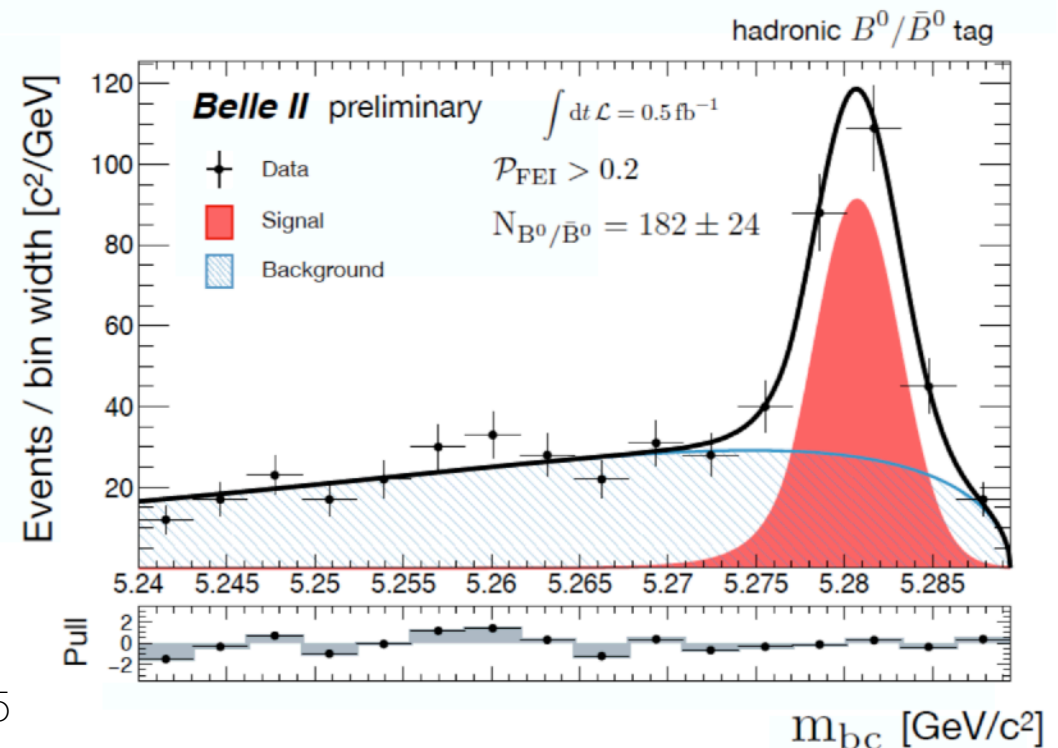 hadronic B⁰/B̄⁰ tag
Events / bin width [c²/GeV]
120
100
80
60
40
20
Belle II preliminary
∫ dt ℒ = 0.5 fb⁻¹
Data
Signal
Background
𝒫_FEI > 0.2
N_B⁰/B̄⁰ = 182 ± 24
5.24 5.245 5.25 5.255 5.26 5.265 5.27 5.275 5.28 5.285
Pull
2
0
−2
m_bc [GeV/c²]